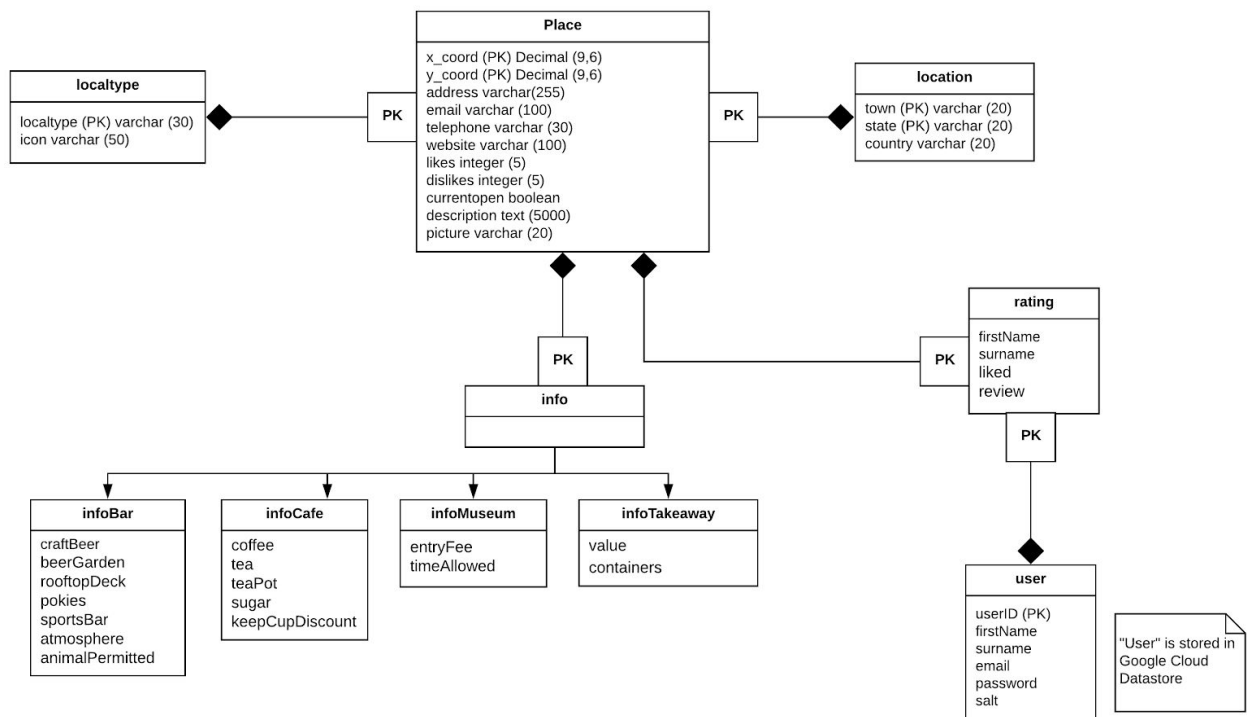 Place
x_coord (PK) Decimal (9,6)
y_coord (PK) Decimal (9,6)
address varchar(255)
email varchar (100)
telephone varchar (30)
website varchar (100)
likes integer (5)
dislikes integer (5)
currentopen boolean
description text (5000)
picture varchar (20)
localtype
localtype (PK) varchar (30)
icon varchar (50)
PK
PK
location
town (PK) varchar (20)
state (PK) varchar (20)
country varchar (20)
PK
info
PK
rating
firstName
surname
liked
review
PK
infoBar
craftBeer
beerGarden
rooftopDeck
pokies
sportsBar
atmosphere
animalPermitted
infoCafe
coffee
tea
teaPot
sugar
keepCupDiscount
infoMuseum
entryFee
timeAllowed
infoTakeaway
value
containers
user
userID (PK)
firstName
surname
email
password
salt
"User" is stored in
Google Cloud
Datastore